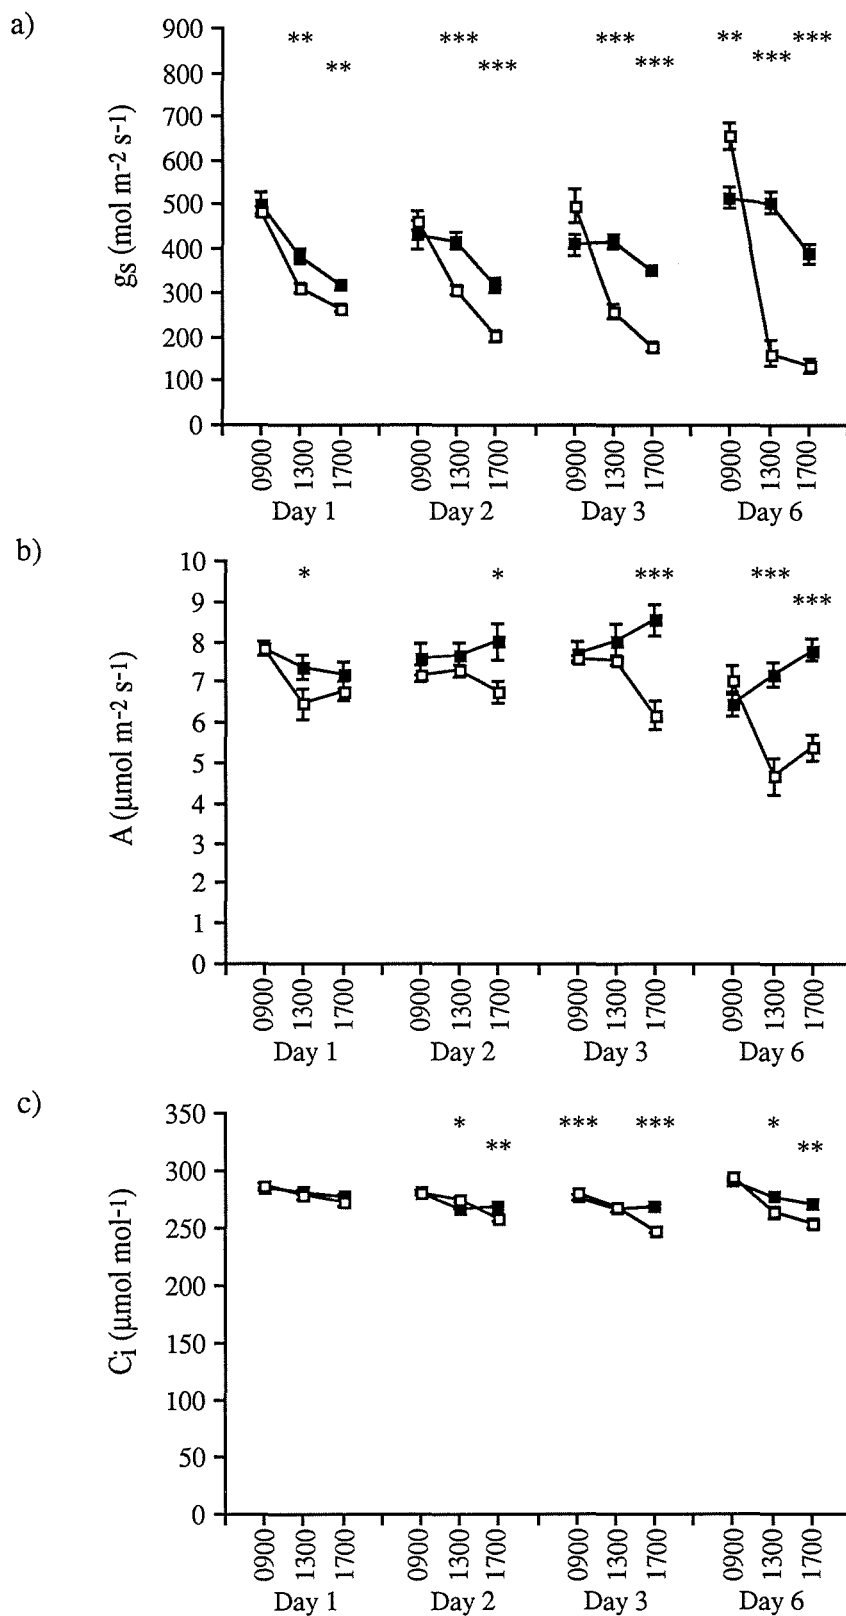 a)
900
800
700
600
500
400
300
200
100
0
gs (mol m-2 s-1)
** ** *** *** *** *** ** *** ***
0900 1300 1700 0900 1300 1700 0900 1300 1700 0900 1300 1700
Day 1 Day 2 Day 3 Day 6
b)
10
9
8
7
6
5
4
3
2
1
0
A (μmol m-2 s-1)
* * *** *** ***
0900 1300 1700 0900 1300 1700 0900 1300 1700 0900 1300 1700
Day 1 Day 2 Day 3 Day 6
c)
350
300
250
200
150
100
50
0
Ci (μmol mol-1)
* ** *** *** * **
0900 1300 1700 0900 1300 1700 0900 1300 1700 0900 1300 1700
Day 1 Day 2 Day 3 Day 6